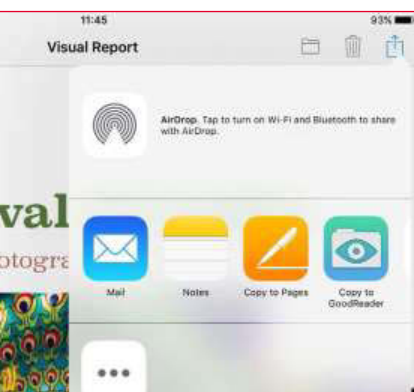 11:45
93%
Visual Report
AirDrop. Tap to turn on Wi-Fi and Bluetooth to share
with AirDrop.
val
otogra
Mail
Notes
Copy to Pages
Copy to
GoodReader